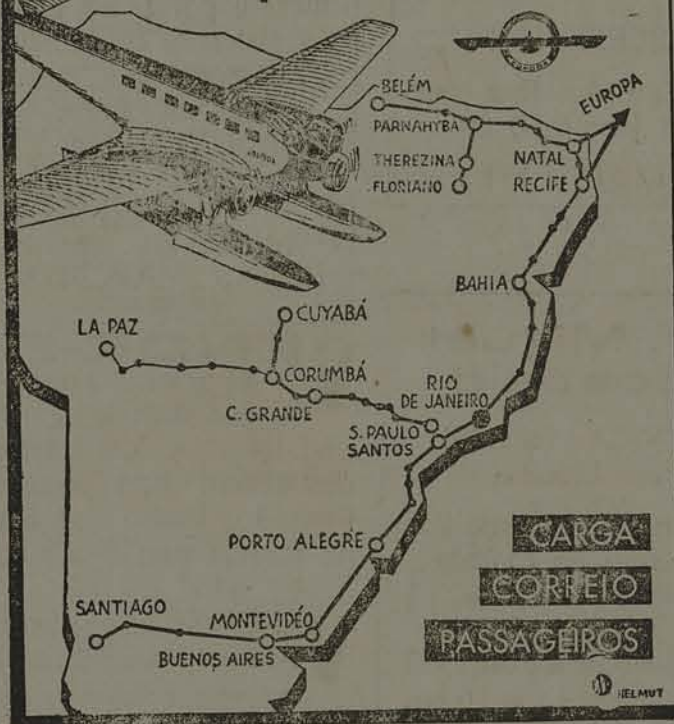 BELÉM
EUROPA
PARNAHYBA
THEREZINA
NATAL
FLORIANO
RECIFE
BAHIA
CUYABÁ
LA PAZ
CORUMBÁ
RIO
DE JANEIRO
C. GRANDE
S. PAULO
SANTOS
PORTO ALEGRE
CARGA
CORREIO
SANTIAGO
MONTEVIDÉO
PASSAGEIROS
BUENOS AIRES
HELMUT